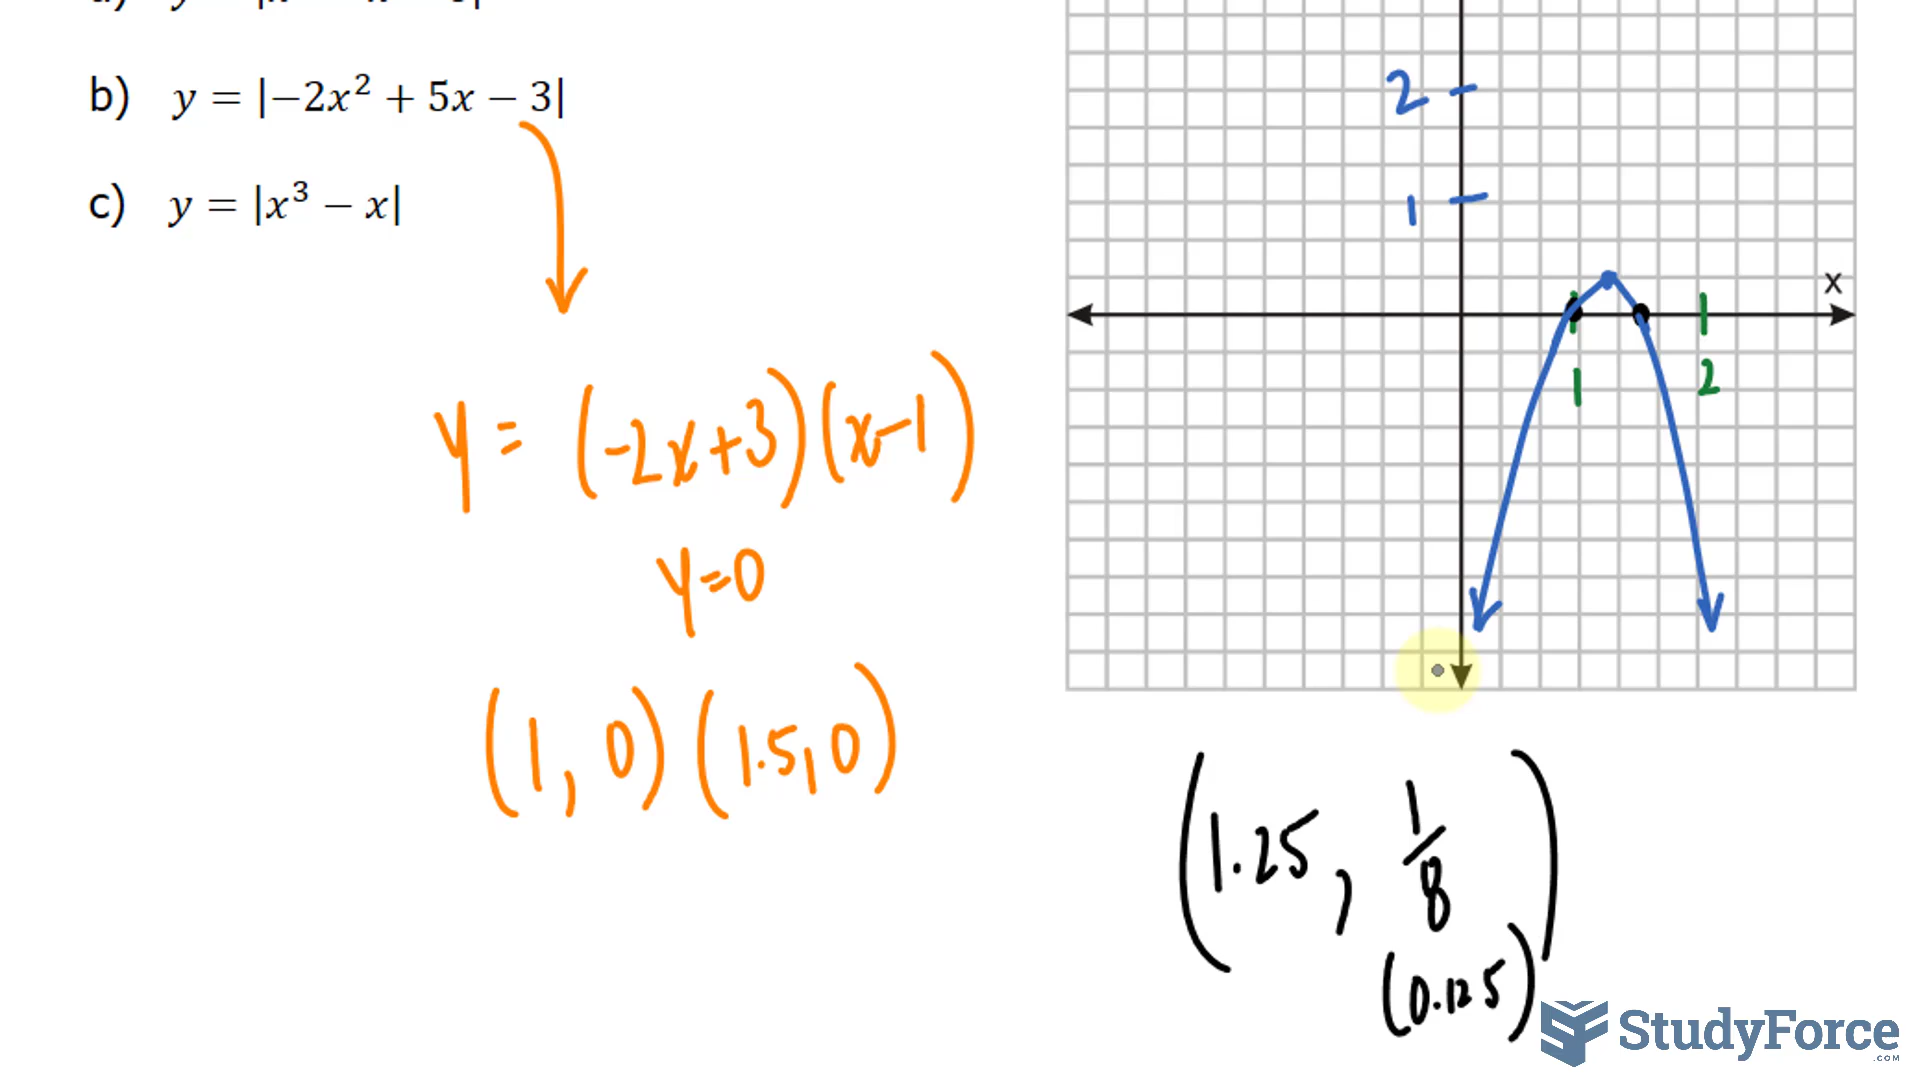 b) y = |−2x² + 5x − 3|
c) y = |x³ − x|
y = (-2x+3)(x-1)
y=0
(1, 0) (1.5, 0)
2
1
x
1 2
(1.25, 1/8)
(0.125)
StudyForce
.COM